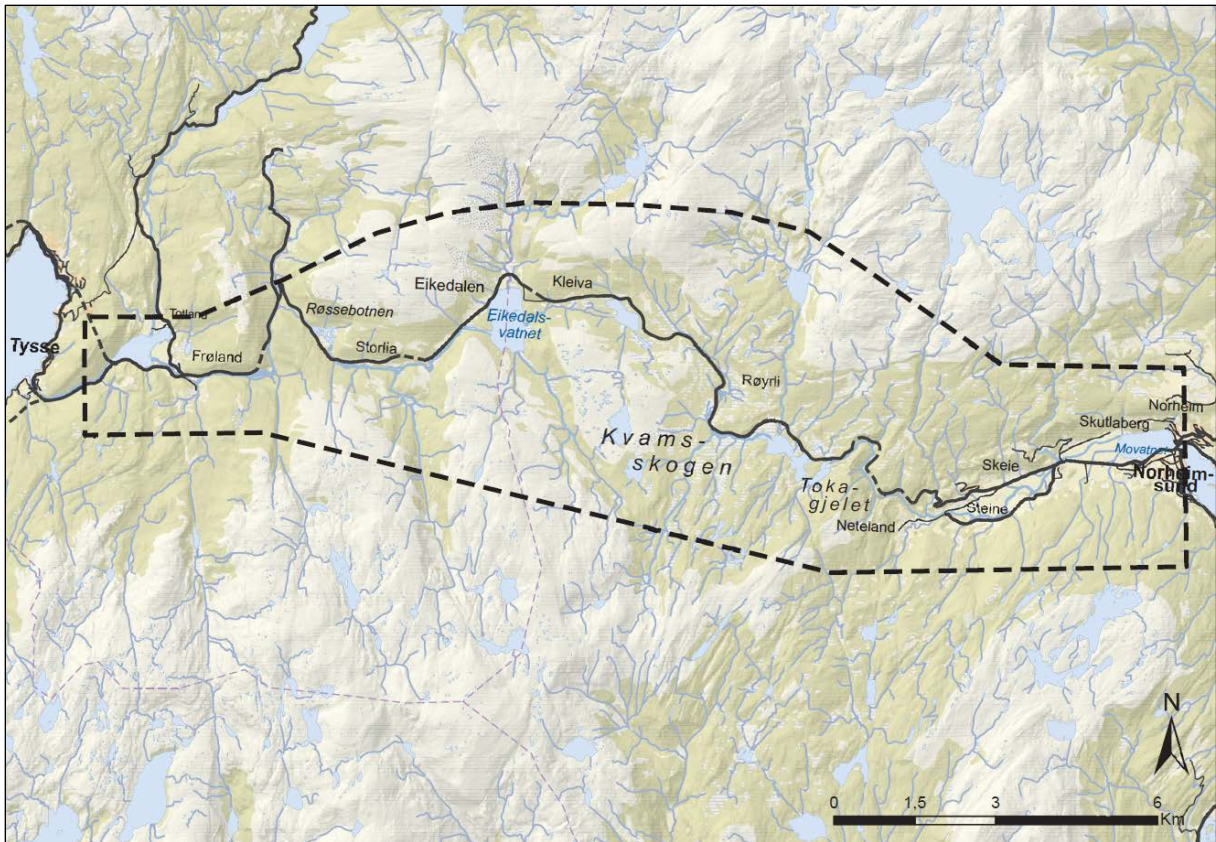 Eikedalen
Kleiva
Røssebotnen
Totland
Eikedals-
vatnet
Tysse
Frøland
Storlia
Røyrli
Norheim
Skutlaberg
Kvams-
skogen
Movatnet
Skeie
Norheim-
sund
Toka-
gjelet
Steine
Neteland
N
0 1,5 3 6
Km